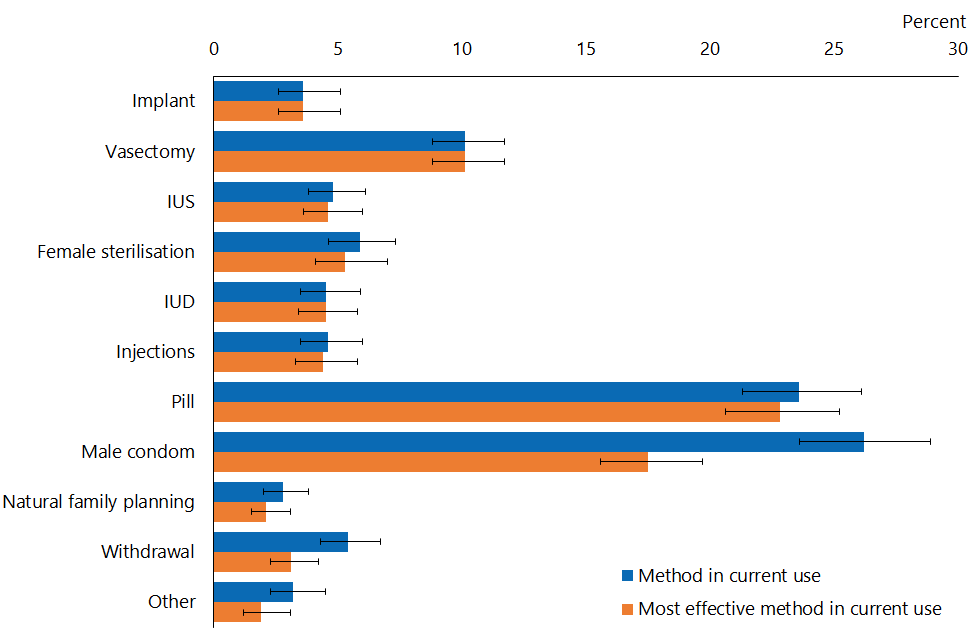 Percent
0 5 10 15 20 25 30
Implant
Vasectomy
IUS
Female sterilisation
IUD
Injections
Pill
Male condom
Natural family planning
Withdrawal
Other
Method in current use
Most effective method in current use